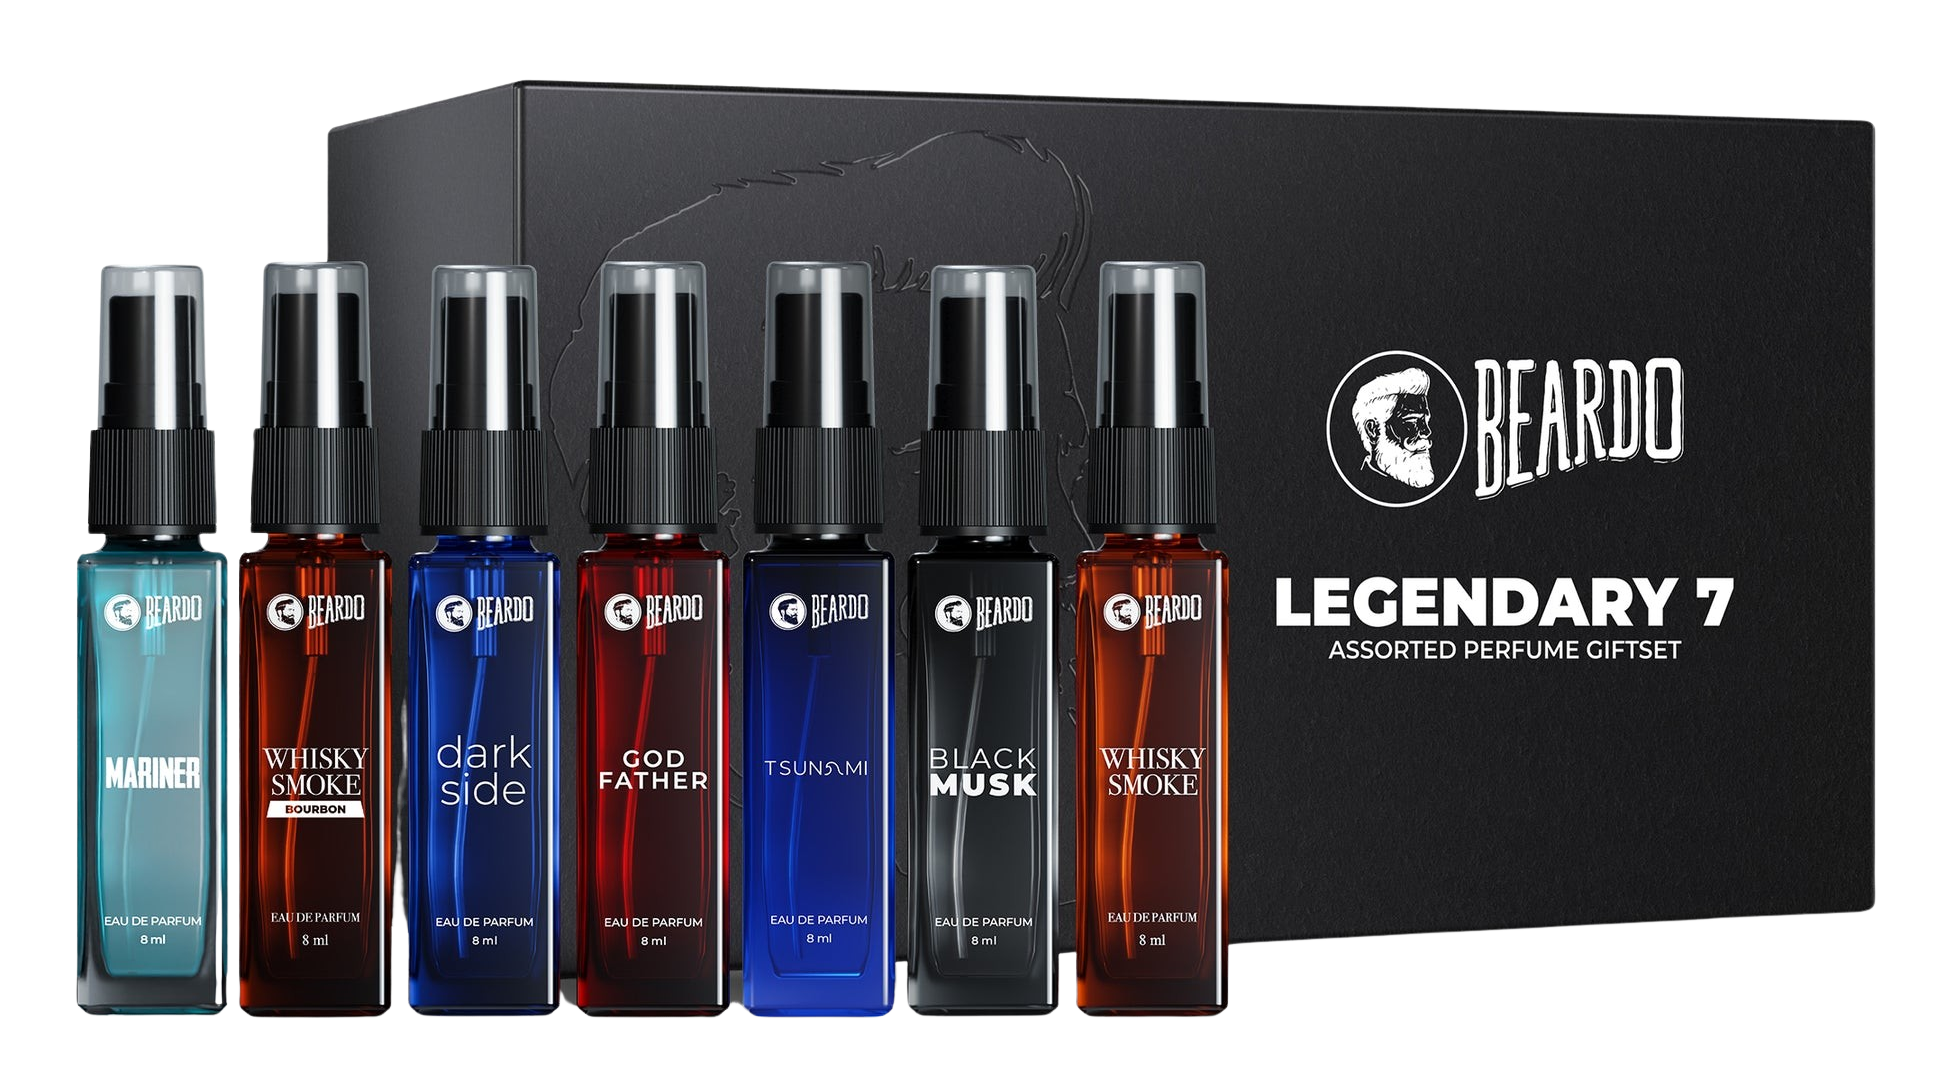 BEARDO
LEGENDARY 7
ASSORTED PERFUME GIFTSET
BEARDO
MARINER
EAU DE PARFUM
8 ml
BEARDO
WHISKY
SMOKE
BOURBON
EAU DE PARFUM
8 ml
BEARDO
dark
side
EAU DE PARFUM
8 ml
BEARDO
GOD
FATHER
EAU DE PARFUM
8 ml
BEARDO
TSUNAMI
EAU DE PARFUM
8 ml
BEARDO
BLACK
MUSK
EAU DE PARFUM
8 ml
BEARDO
WHISKY
SMOKE
EAU DE PARFUM
8 ml